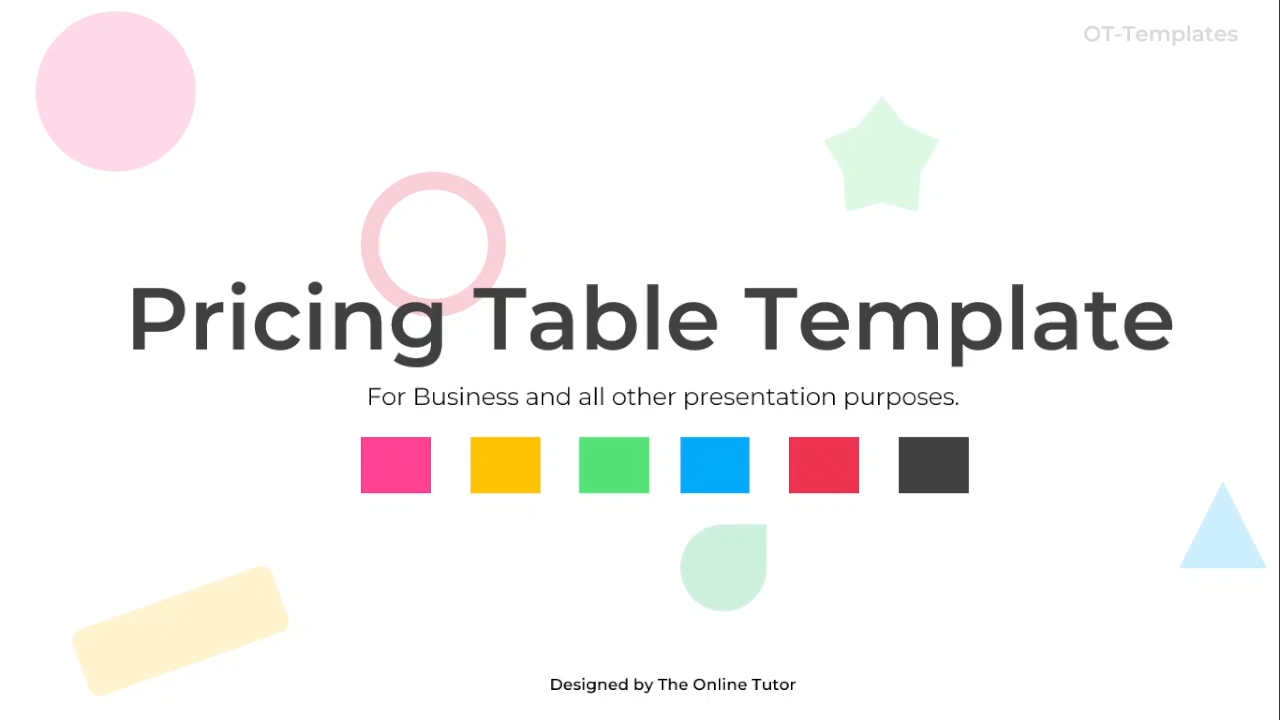 OT-Templates
Pricing Table Template
For Business and all other presentation purposes.
Designed by The Online Tutor